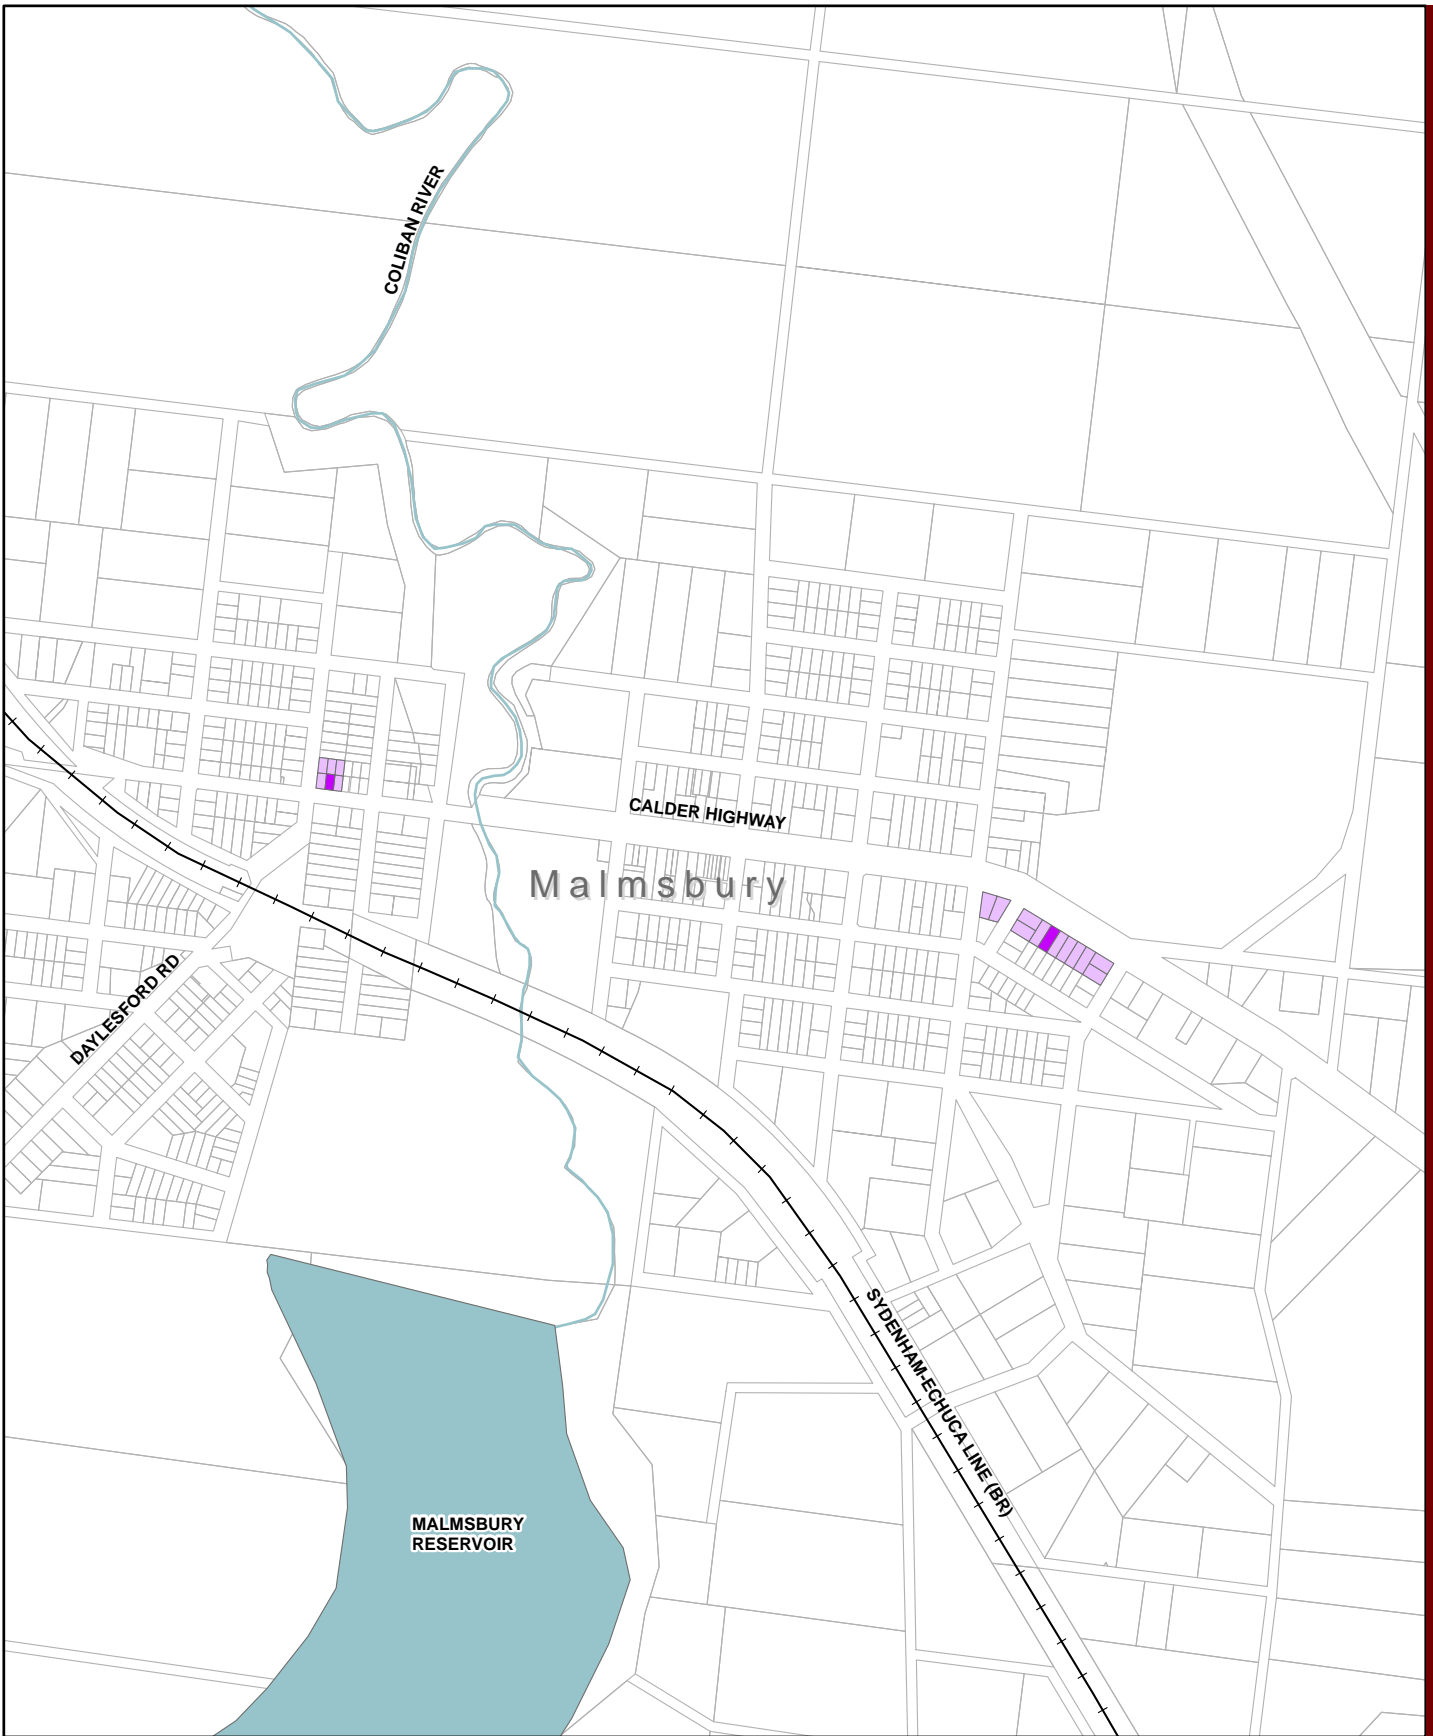 COLIBAN RIVER
CALDER HIGHWAY
Malmsbury
DAYLESFORD RD
SYDENHAM-ECHUCA LINE (BR)
MALMSBURY
RESERVOIR